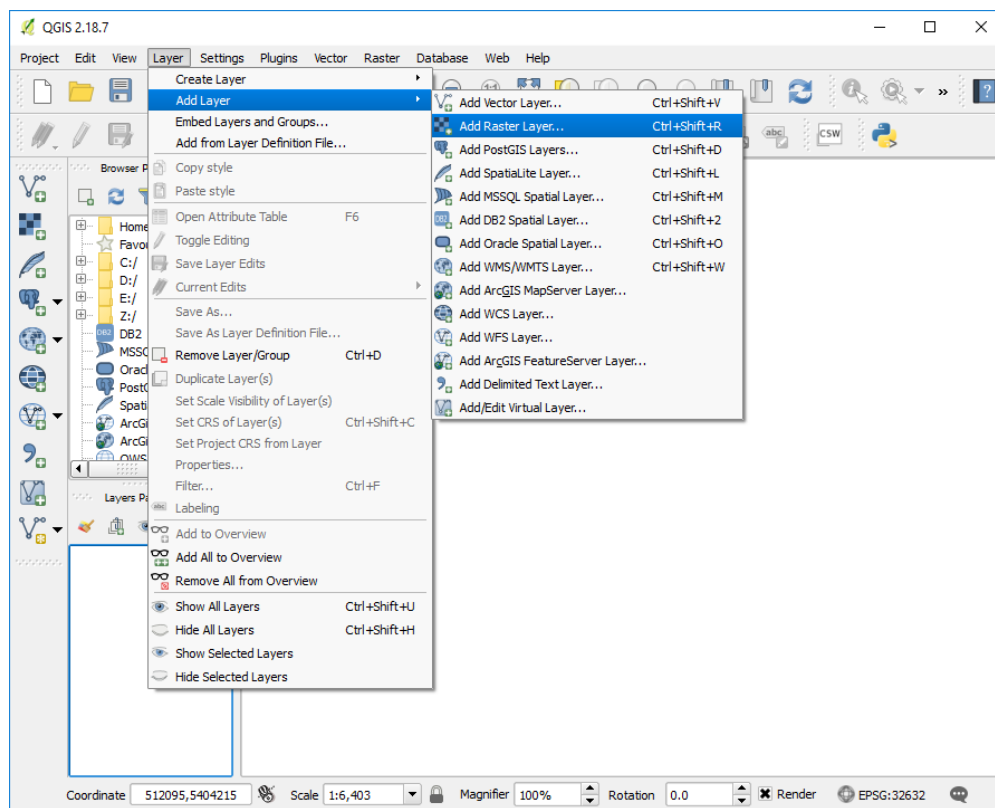 QGIS 2.18.7
Project Edit View Layer Settings Plugins Vector Raster Database Web Help
Create Layer
Add Layer
Embed Layers and Groups...
Add from Layer Definition File...
Copy style
Paste style
Open Attribute Table F6
Toggle Editing
Save Layer Edits
Current Edits
Save As...
Save As Layer Definition File...
Remove Layer/Group Ctrl+D
Duplicate Layer(s)
Set Scale Visibility of Layer(s)
Set CRS of Layer(s) Ctrl+Shift+C
Set Project CRS from Layer
Properties...
Filter... Ctrl+F
abc Labeling
Add to Overview
Add All to Overview
Remove All from Overview
Show All Layers Ctrl+Shift+U
Hide All Layers Ctrl+Shift+H
Show Selected Layers
Hide Selected Layers
Add Vector Layer... Ctrl+Shift+V
Add Raster Layer... Ctrl+Shift+R
Add PostGIS Layers... Ctrl+Shift+D
Add SpatiaLite Layer... Ctrl+Shift+L
Add MSSQL Spatial Layer... Ctrl+Shift+M
DB2 Add DB2 Spatial Layer... Ctrl+Shift+2
Add Oracle Spatial Layer... Ctrl+Shift+O
Add WMS/WMTS Layer... Ctrl+Shift+W
Add ArcGIS MapServer Layer...
Add WCS Layer...
Add WFS Layer...
Add ArcGIS FeatureServer Layer...
Add Delimited Text Layer...
Add/Edit Virtual Layer...
abc CSW
Browser P
Home
Favou
C:/
D:/
E:/
Z:/
DB2 DB2
MSSQ
Orac
PostG
Spati
ArcGi
ArcGi
OWS
Layers Pa
Coordinate 512095,5404215 Scale 1:6,403 Magnifier 100% Rotation 0.0 Render EPSG:32632